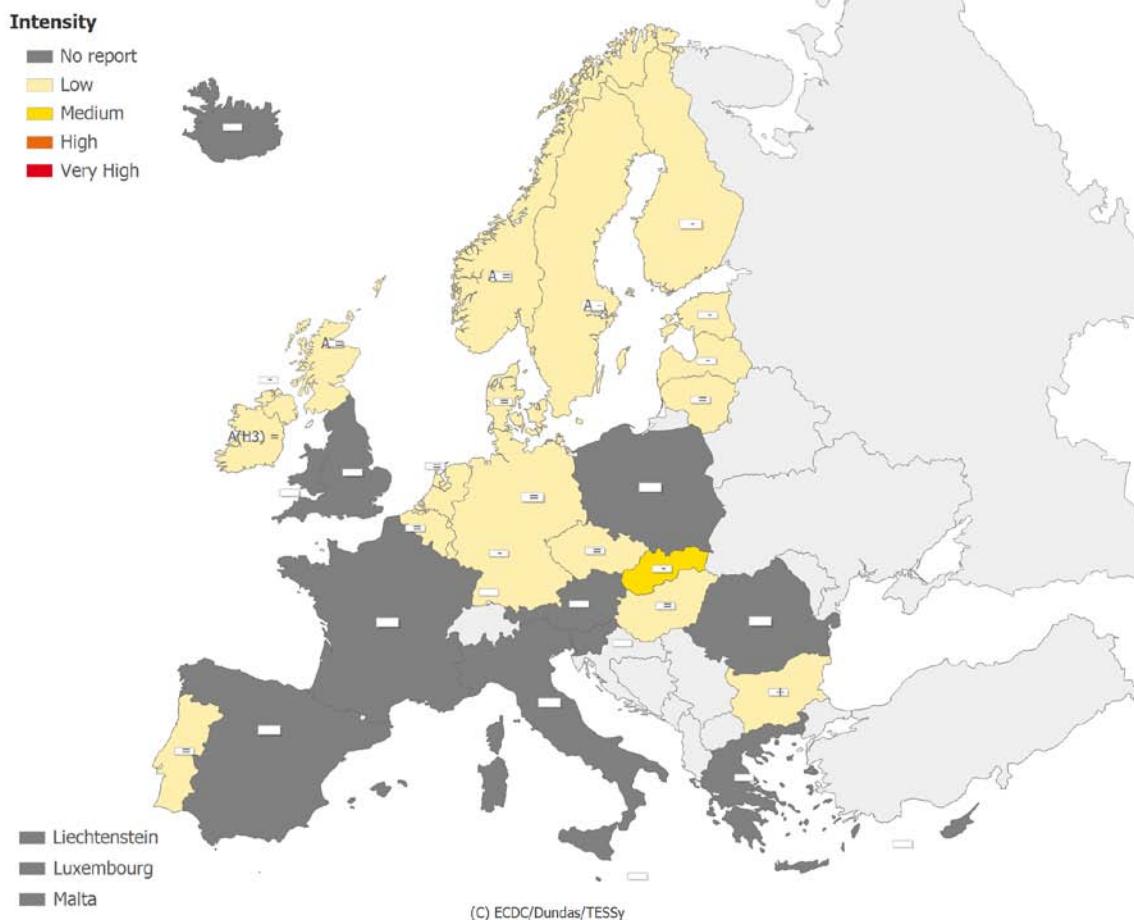 Intensity
No report
Low
Medium
High
Very High
-
A =
A -
-
A =
-
-
=
=
A(H3) =
=
=
=
=
-
-
=
+
=
Liechtenstein
Luxembourg
Malta
(C) ECDC/Dundas/TESSy